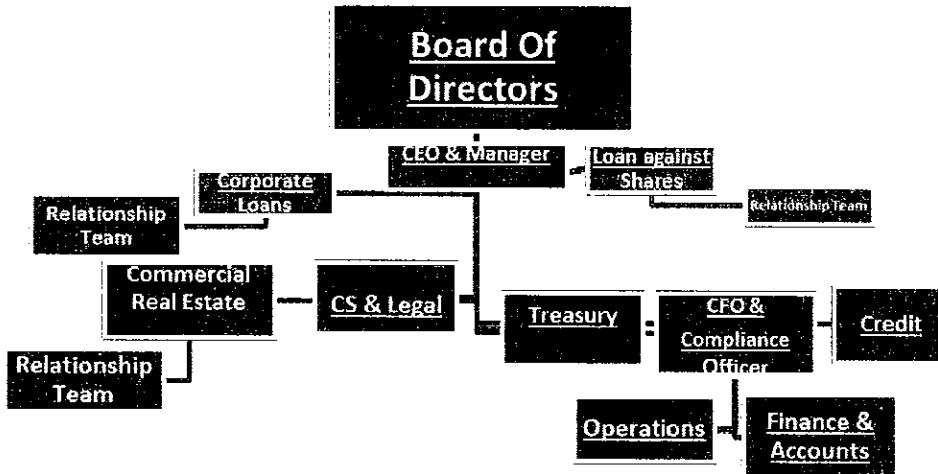 Board Of
Directors
CEO & Manager
Loan against
Shares
Corporate
Loans
Relationship Team
Relationship
Team
Commercial
Real Estate
CS & Legal
Treasury
CFO &
Compliance
Officer
Credit
Relationship
Team
Operations
Finance &
Accounts